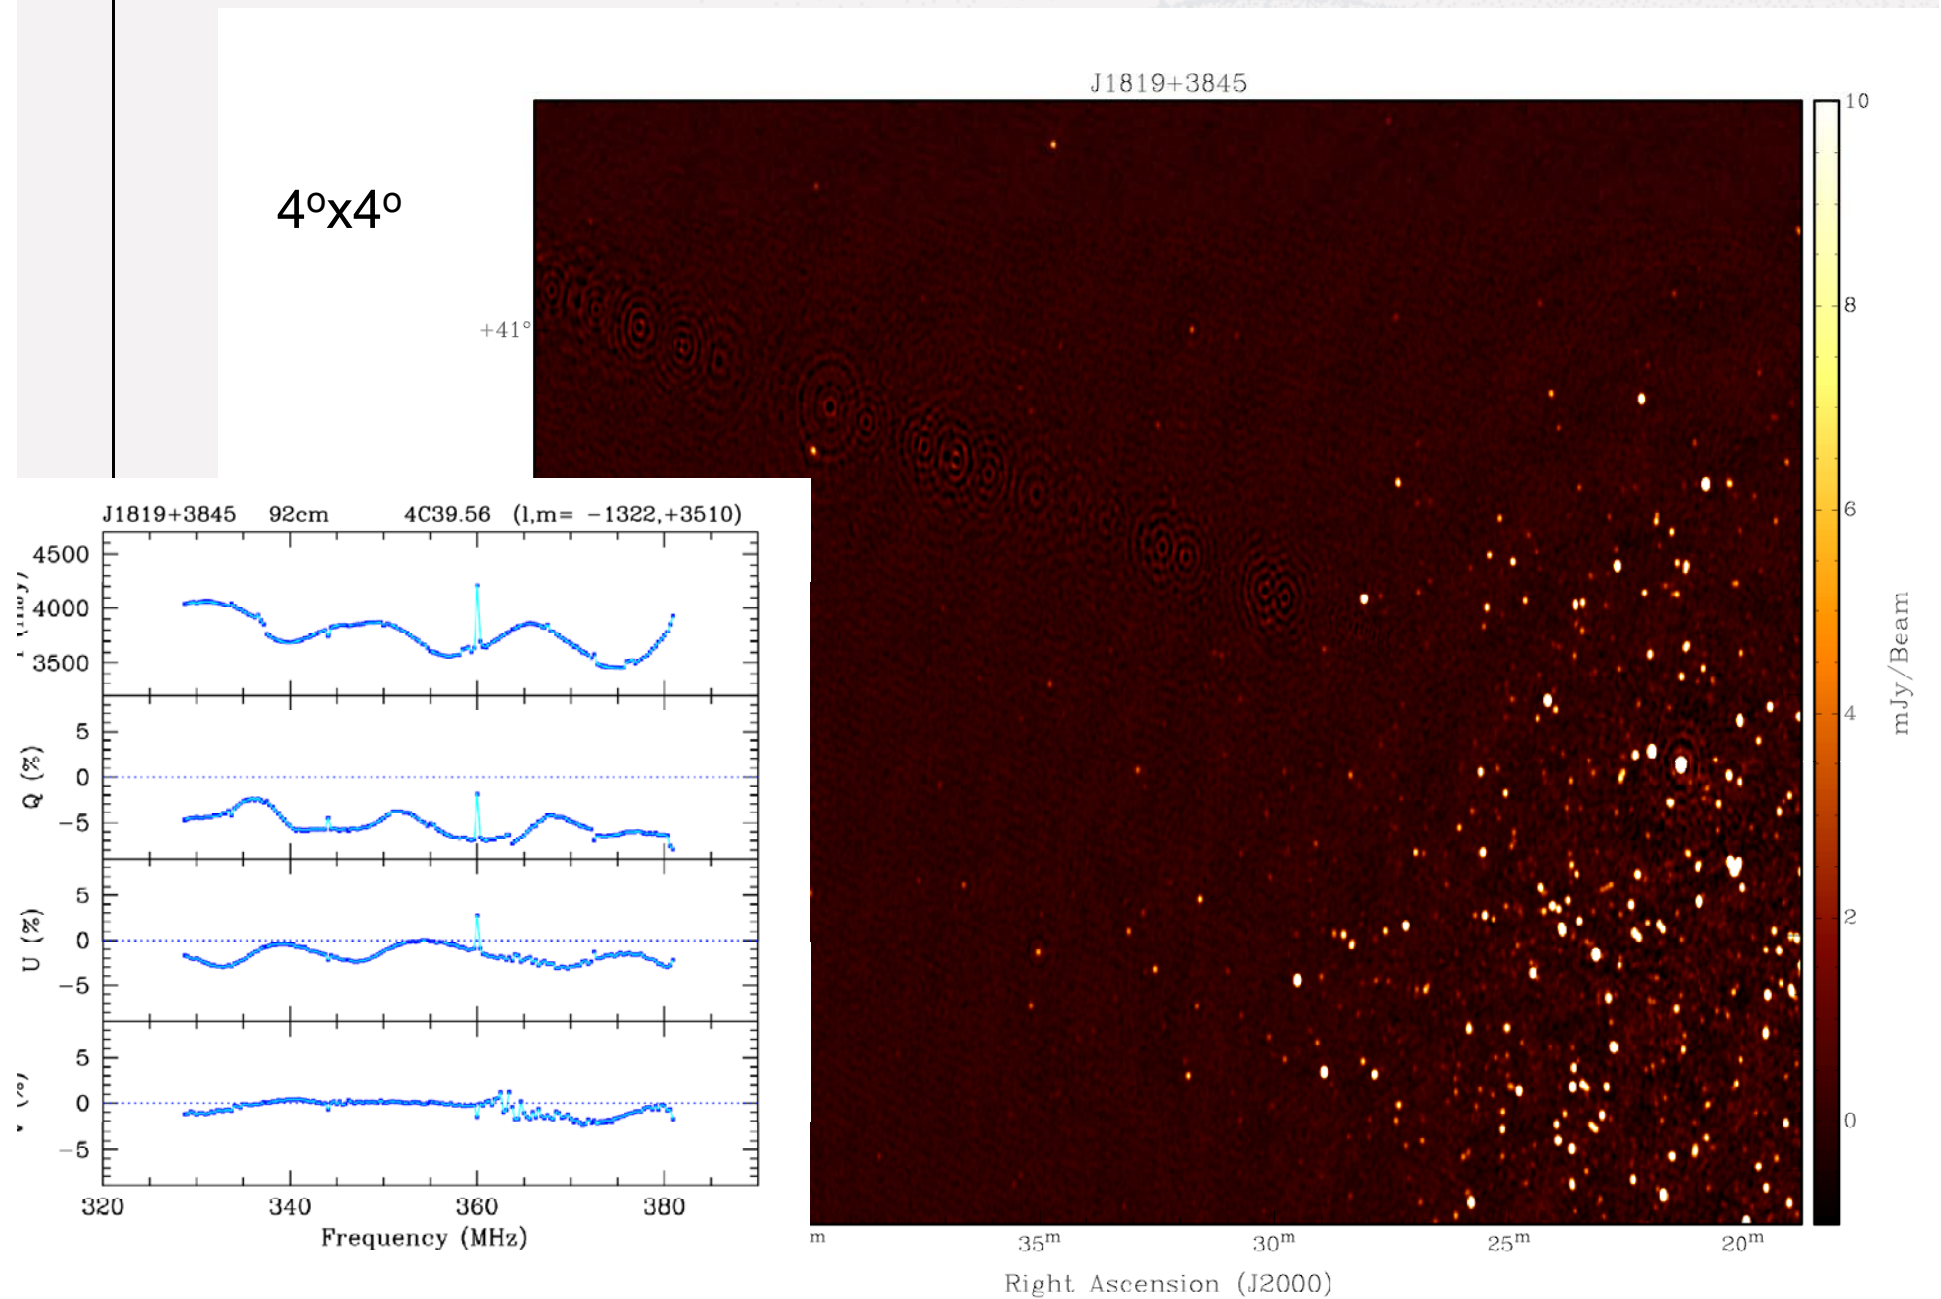 J1819+3845
10
4ºx4º
8
+41°
6
mJy/Beam
4
2
0
m
35m
30m
25m
20m
Right Ascension (J2000)
J1819+3845 92cm 4C39.56 (l,m= −1322,+3510)
4500
4000
3500
5
0
−5
Q (%)
5
0
−5
U (%)
5
0
−5
320
340
360
380
Frequency (MHz)